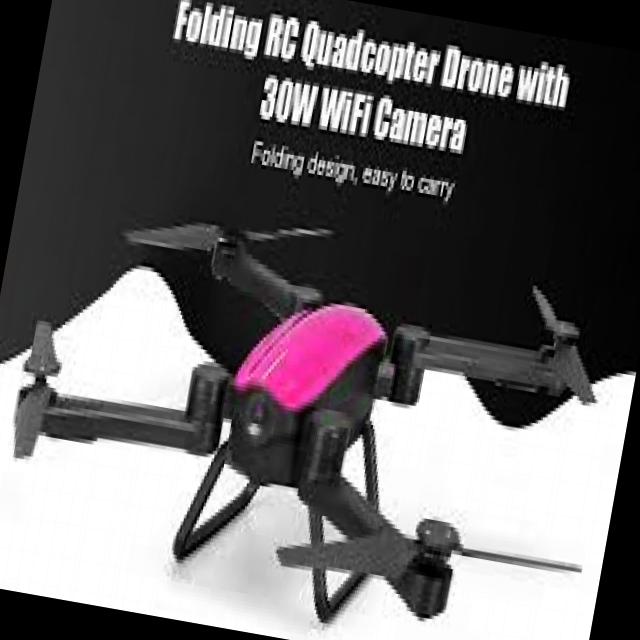 Folding RC Quadcopter Drone with
30W WiFi Camera
Folding design, easy to carry